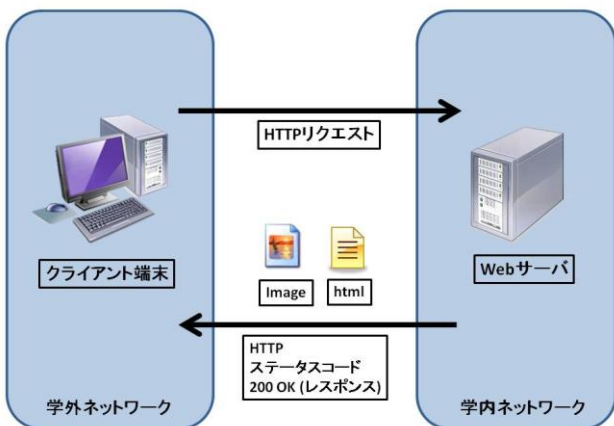 HTTPリクエスト
クライアント端末
Webサーバ
Image
html
HTTP
ステータスコード
200 OK (レスポンス)
学外ネットワーク
学内ネットワーク